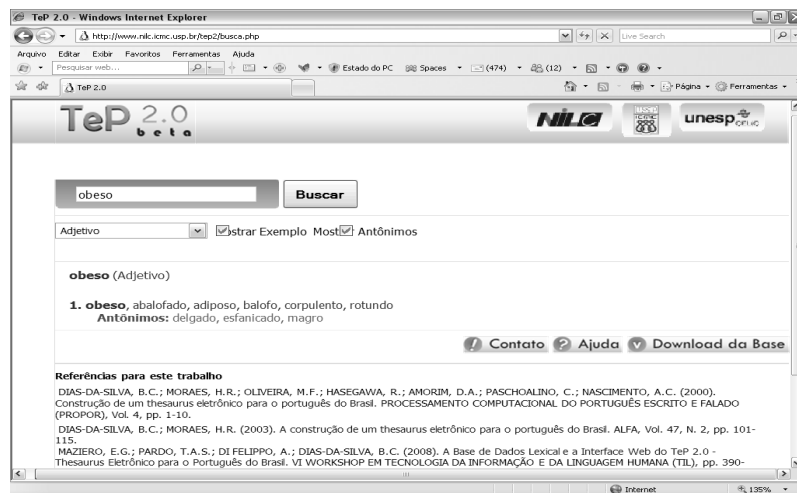 TeP 2.0 - Windows Internet Explorer
http://www.nilc.icmc.usp.br/tep2/busca.php
Live Search
Arquivo Editar Exibir Favoritos Ferramentas Ajuda
Pesquisar web... Estado do PC Spaces (474) (12)
TeP 2.0 Página Ferramentas
TeP 2.0 beta NILC unesp
obeso Buscar
Adjetivo strar Exemplo Most Antônimos
obeso (Adjetivo)
1. obeso, abalofado, adiposo, balofo, corpulento, rotundo
Antônimos: delgado, esfanicado, magro
Contato Ajuda Download da Base
Referências para este trabalho
DIAS-DA-SILVA, B.C.; MORAES, H.R.; OLIVEIRA, M.F.; HASEGAWA, R.; AMORIM, D.A.; PASCHOALINO, C.; NASCIMENTO, A.C. (2000).
Construção de um thesaurus eletrônico para o português do Brasil. PROCESSAMENTO COMPUTACIONAL DO PORTUGUÊS ESCRITO E FALADO
(PROPOR), Vol. 4, pp. 1-10.
DIAS-DA-SILVA, B.C.; MORAES, H.R. (2003). A construção de um thesaurus eletrônico para o português do Brasil. ALFA, Vol. 47, N. 2, pp. 101-
115.
MAZIERO, E.G.; PARDO, T.A.S.; DI FELIPPO, A.; DIAS-DA-SILVA, B.C. (2008). A Base de Dados Lexical e a Interface Web do TeP 2.0 -
Thesaurus Eletrônico para o Português do Brasil. VI WORKSHOP EM TECNOLOGIA DA INFORMAÇÃO E DA LINGUAGEM HUMANA (TIL), pp. 390-
Internet 135%